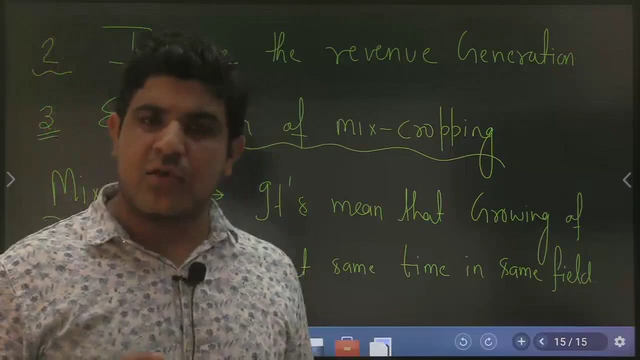 2 the revenue Generation
3 of mix-cropping
Mix → It's mean that Growing of
same time in same field
15 / 15